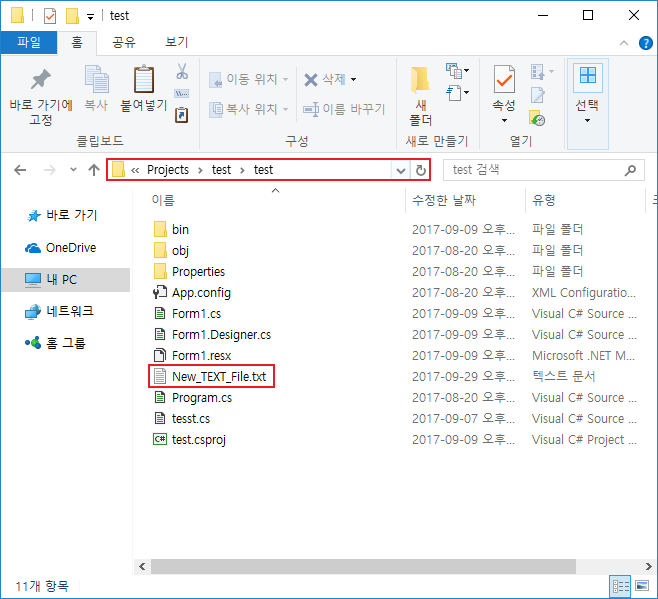 test
파일 홈 공유 보기
바로 가기에 고정
복사
붙여넣기
클립보드
이동 위치
복사 위치
삭제
이름 바꾸기
구성
새 폴더
새로 만들기
속성
열기
선택
« Projects › test › test
test 검색
바로 가기
OneDrive
내 PC
네트워크
홈 그룹
이름 수정한 날짜 유형
bin 2017-09-09 오후... 파일 폴더
obj 2017-08-20 오후... 파일 폴더
Properties 2017-08-20 오후... 파일 폴더
App.config 2017-08-20 오후... XML Configuratio...
Form1.cs 2017-09-09 오후... Visual C# Source ...
Form1.Designer.cs 2017-09-09 오후... Visual C# Source ...
Form1.resx 2017-09-09 오후... Microsoft .NET M...
New_TEXT_File.txt 2017-09-29 오후... 텍스트 문서
Program.cs 2017-08-20 오후... Visual C# Source ...
tesst.cs 2017-09-07 오후... Visual C# Source ...
test.csproj 2017-09-09 오후... Visual C# Project ...
11개 항목